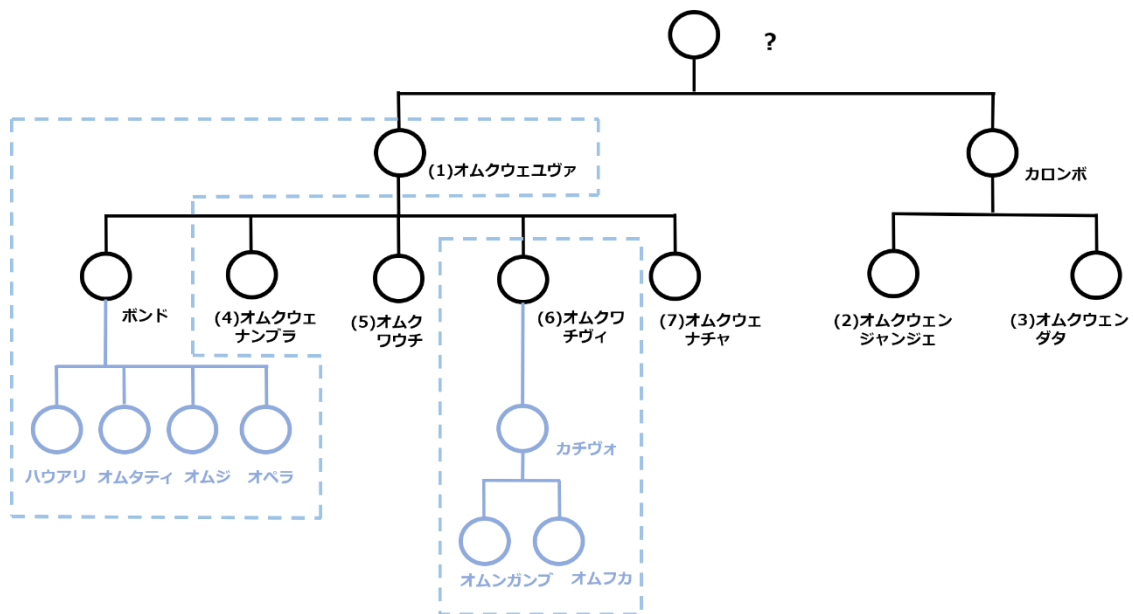 ?
(1)オムクウェユヴァ
カロンボ
ボンド
(4)オムクウェ
ナンブラ
(5)オムク
ワウチ
(6)オムクワ
チヴィ
(7)オムクウェ
ナチャ
(2)オムクウェン
ジャンジェ
(3)オムクウェン
ダタ
ハウアリ
オムタティ
オムジ
オペラ
カチヴォ
オムンガンブ
オムフカ